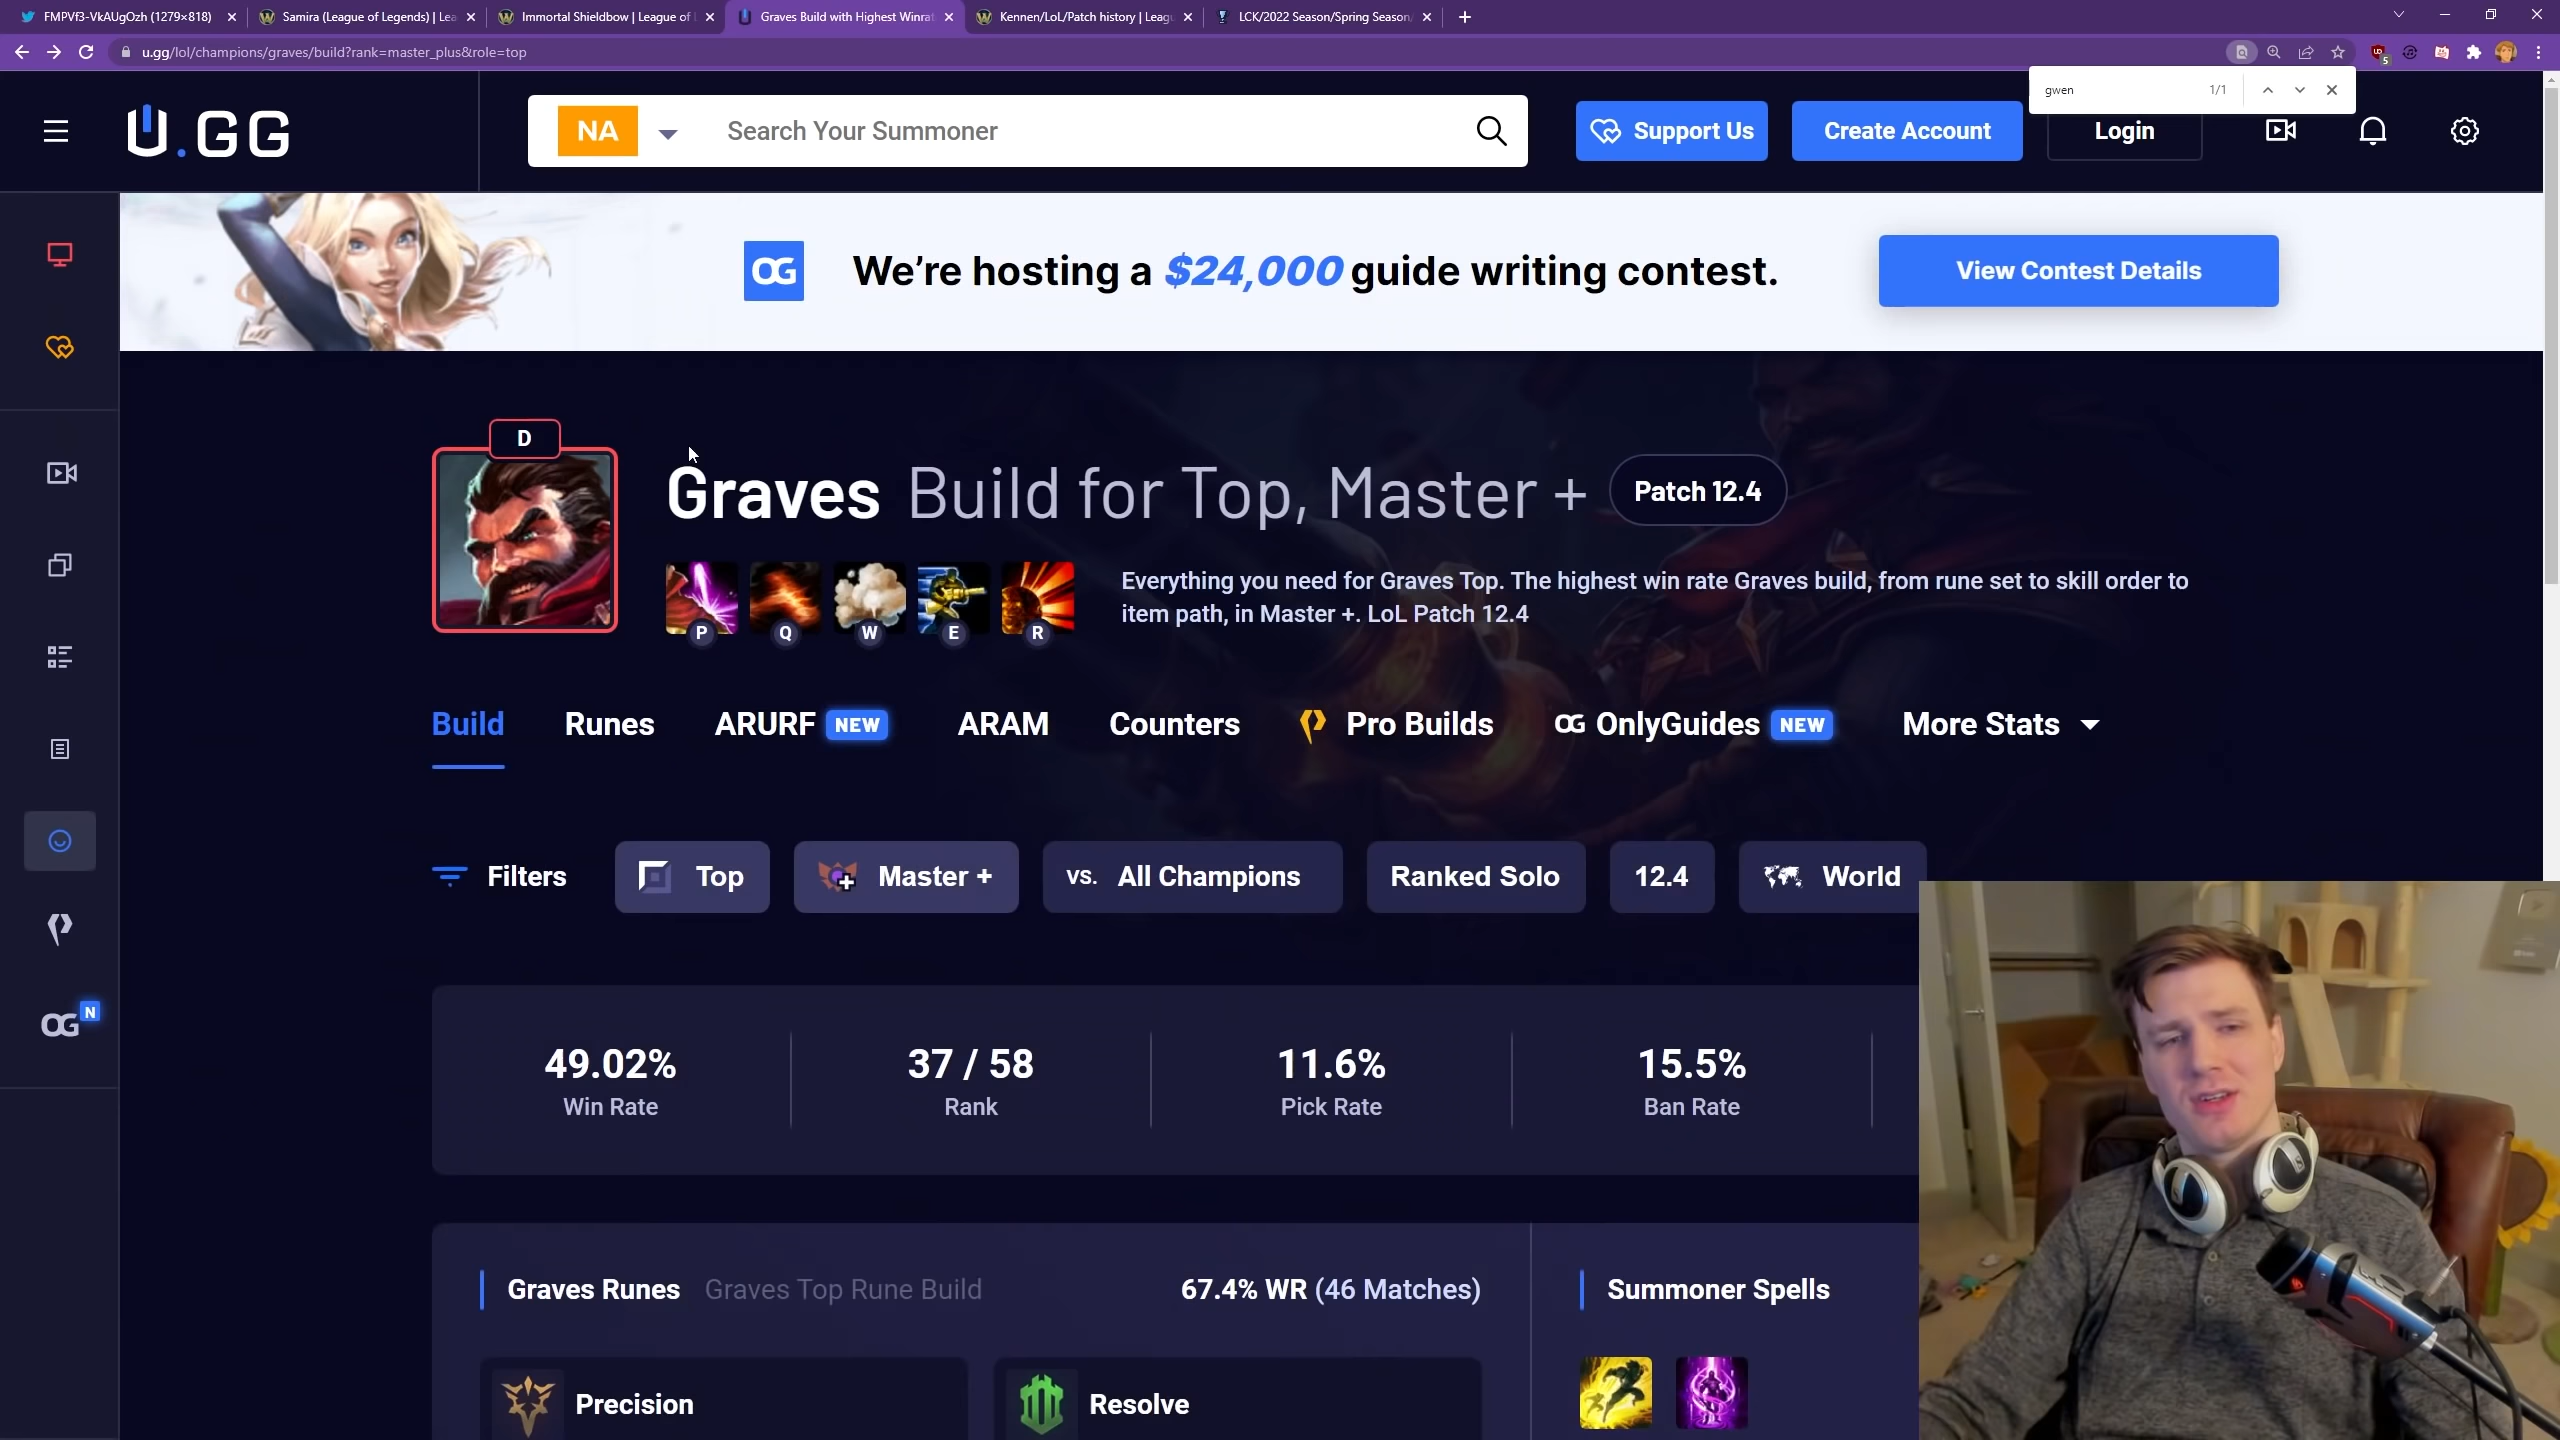 FMPVf3-VkAUgOzh (1279×818)
Samira (League of Legends) | Lea
Immortal Shieldbow | League of L
Graves Build with Highest Winrat
Kennen/LoL/Patch history | Leagu
LCK/2022 Season/Spring Season
u.gg/lol/champions/graves/build?rank=master_plus&role=top
5
gwen
1/1
U.GG
NA
Search Your Summoner
Support Us
Create Account
Login
OG
We're hosting a $24,000 guide writing contest.
View Contest Details
D
Graves Build for Top, Master +
Patch 12.4
P
Q
W
E
R
Everything you need for Graves Top. The highest win rate Graves build, from rune set to skill order to
item path, in Master +. LoL Patch 12.4
Build
Runes
ARURF NEW
ARAM
Counters
Pro Builds
OG OnlyGuides NEW
More Stats
Filters
Top
Master +
VS. All Champions
Ranked Solo
12.4
World
OG N
49.02%
Win Rate
37 / 58
Rank
11.6%
Pick Rate
15.5%
Ban Rate
Graves Runes Graves Top Rune Build
67.4% WR (46 Matches)
Summoner Spells
Precision
Resolve